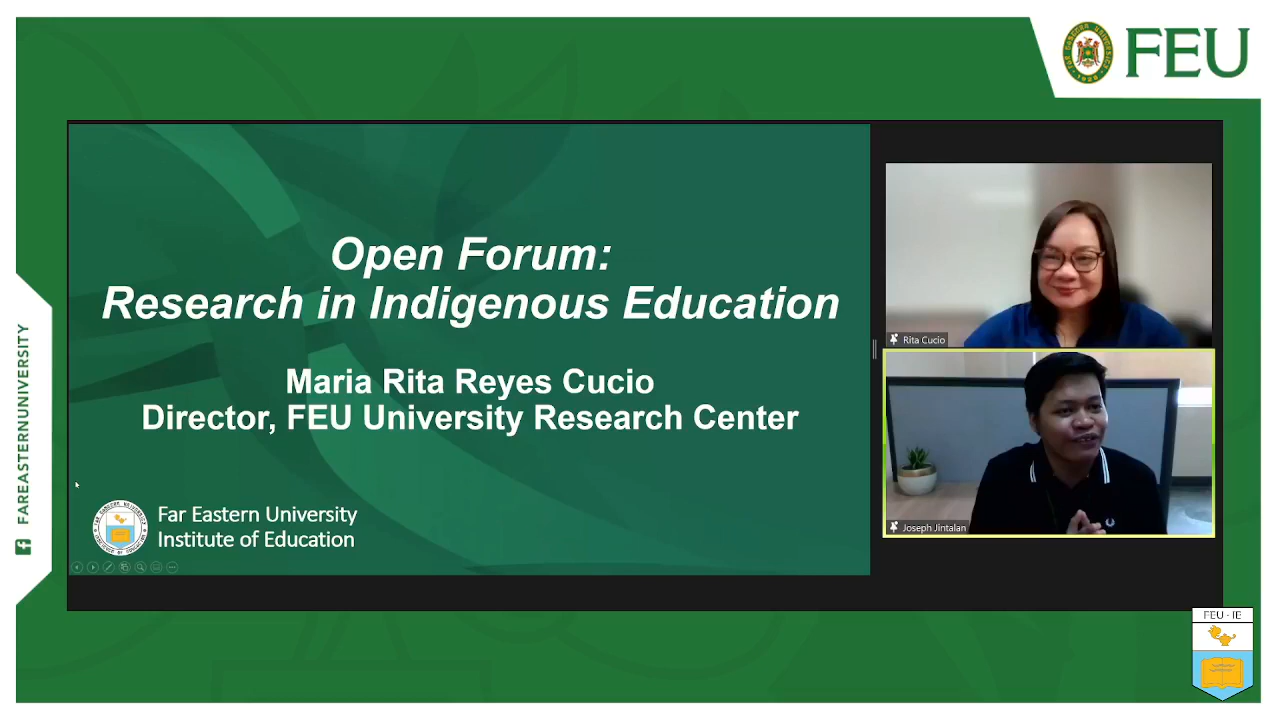 FEU
Open Forum:
Research in Indigenous Education
Maria Rita Reyes Cucio
Director, FEU University Research Center
Far Eastern University
Institute of Education
Rita Cucio
Joseph Jintalan
FAREASTERNUNIVERSITY
FEU - IE